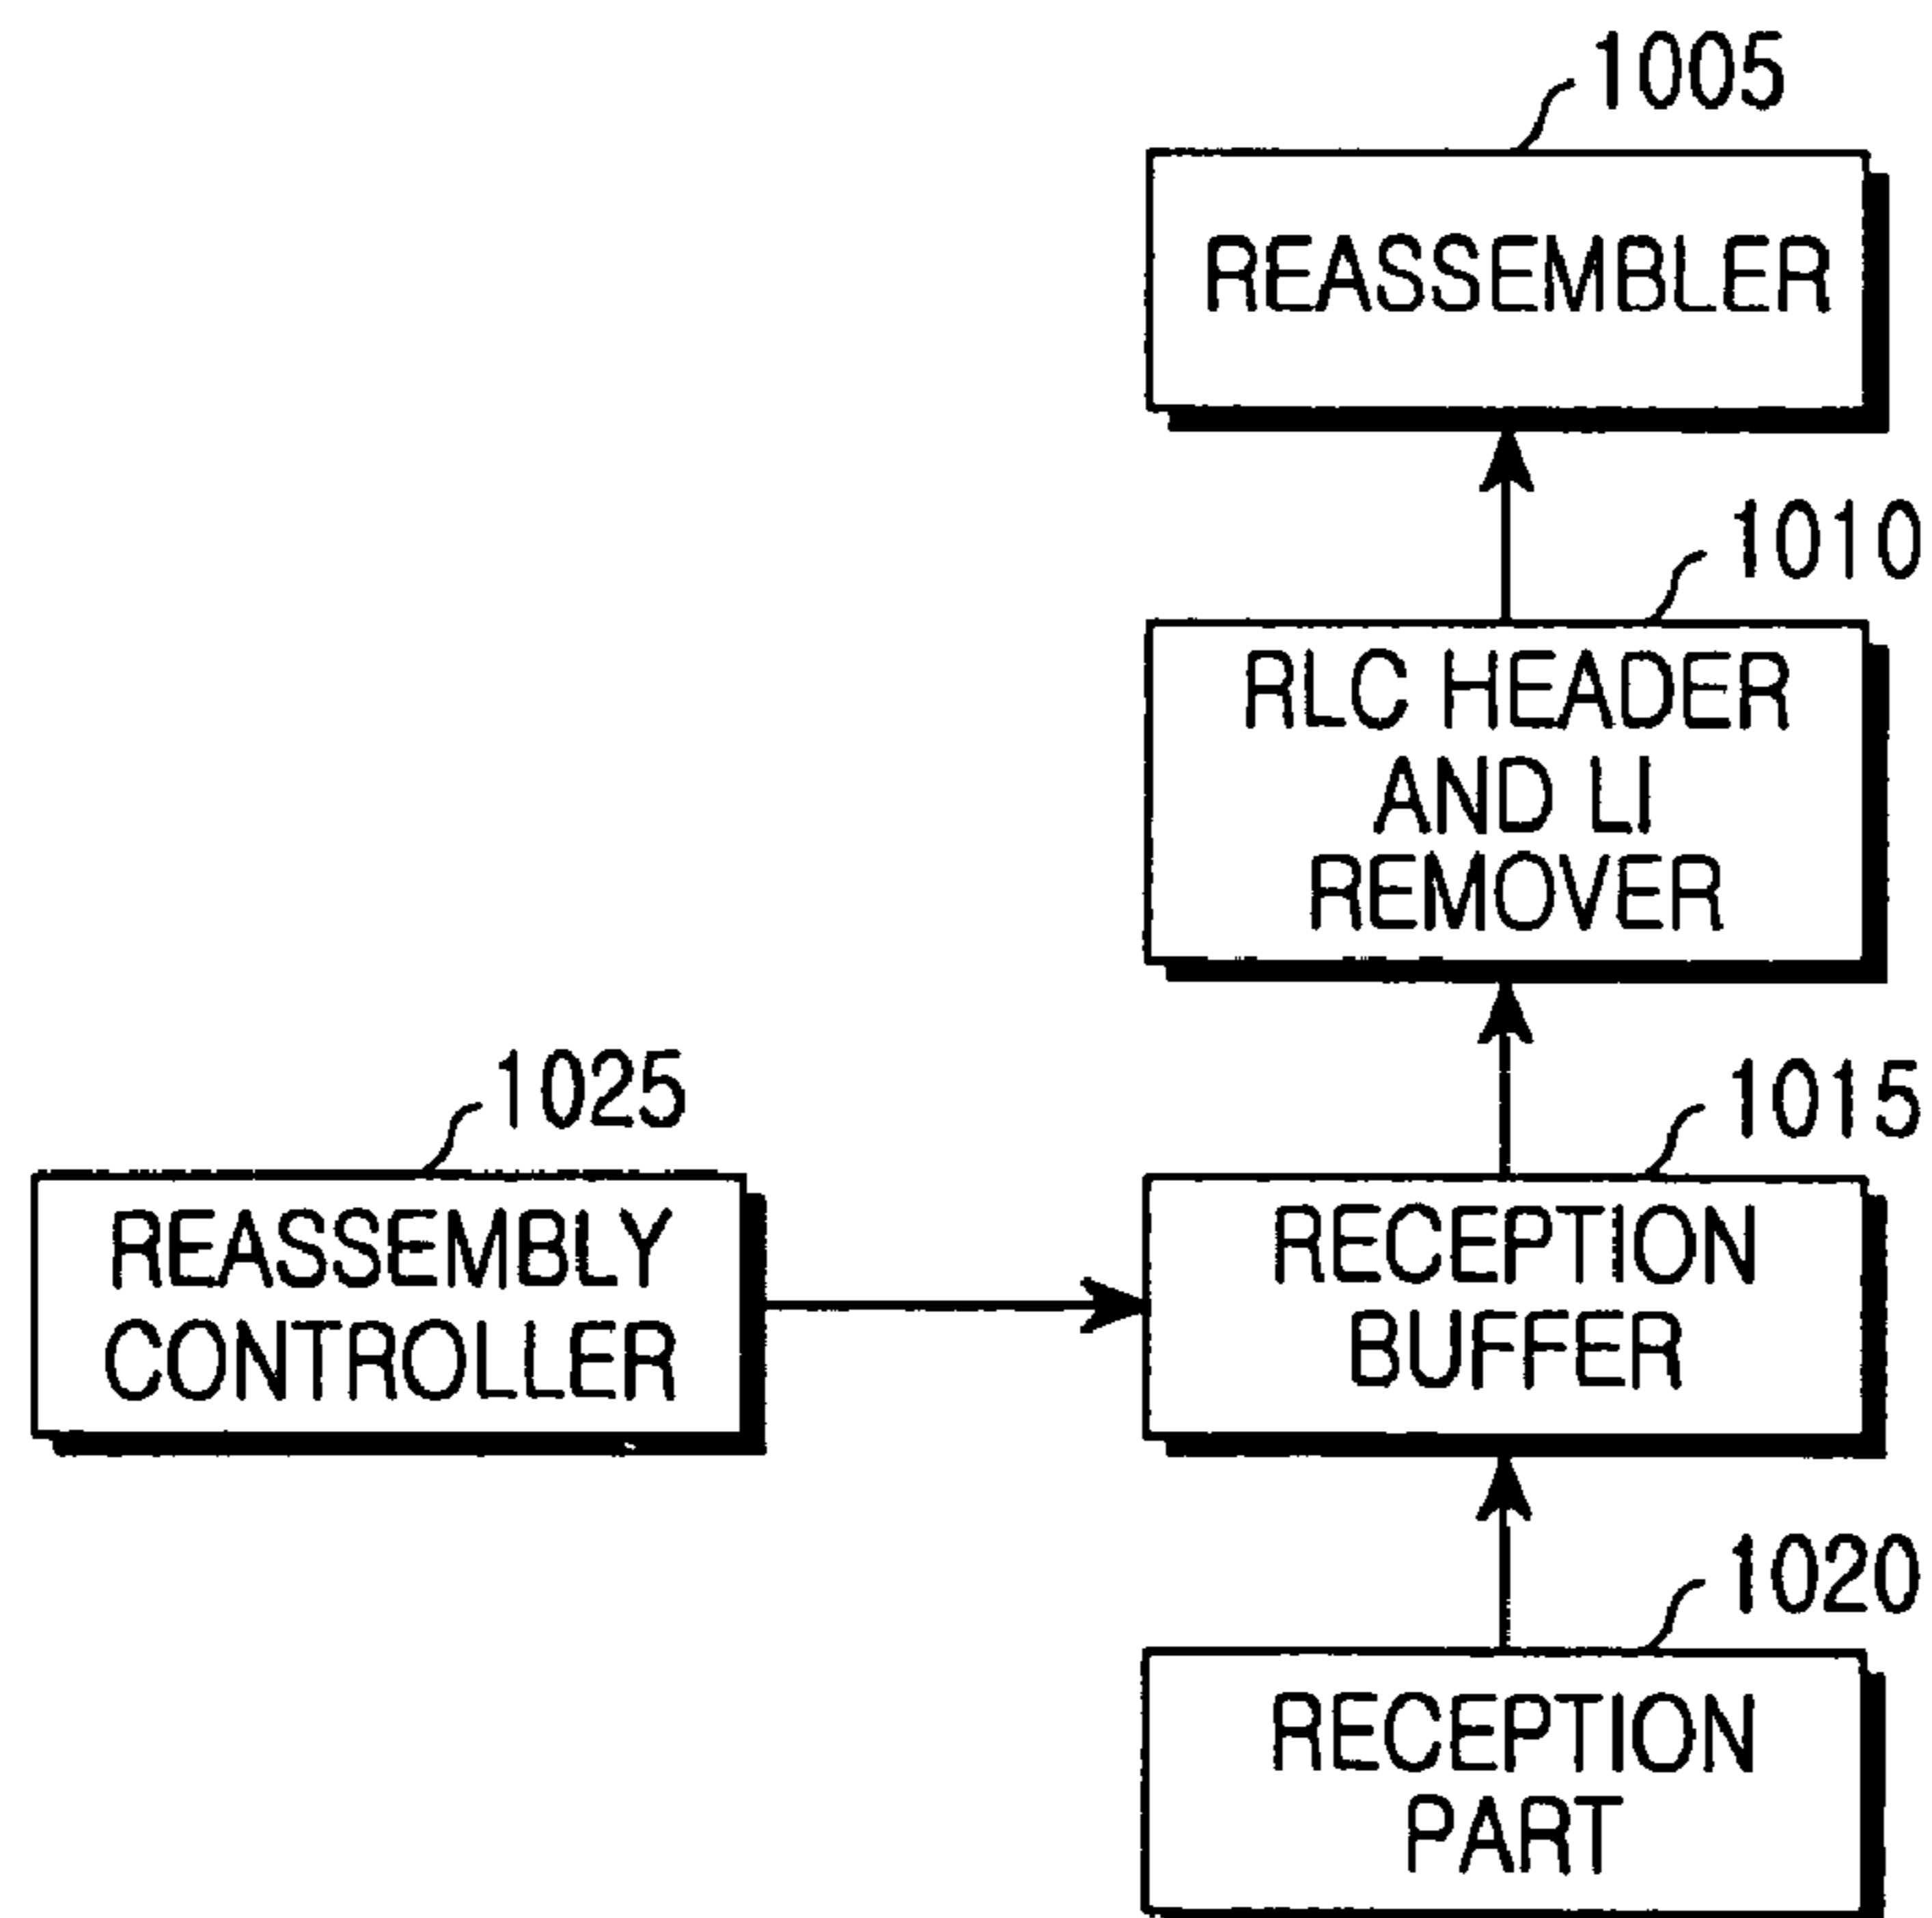 1005
REASSEMBLER
1010
RLC HEADER
AND LI
REMOVER
1025
REASSEMBLY
CONTROLLER
1015
RECEPTION
BUFFER
1020
RECEPTION
PART